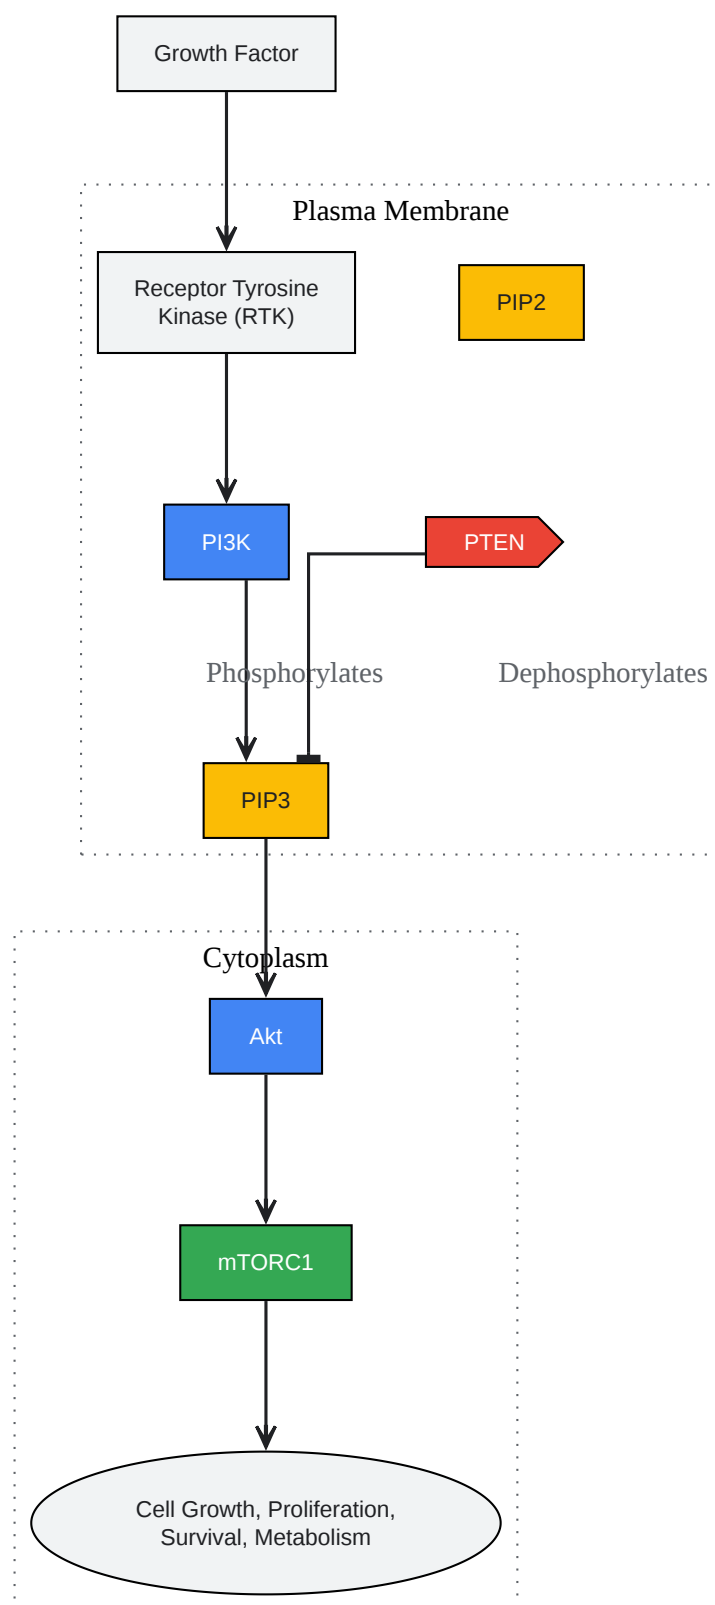 Growth Factor
Plasma Membrane
Receptor Tyrosine
Kinase (RTK)
PIP2
PI3K
PTEN
Phosphorylates
Dephosphorylates
PIP3
Cytoplasm
Akt
mTORC1
Cell Growth, Proliferation,
Survival, Metabolism